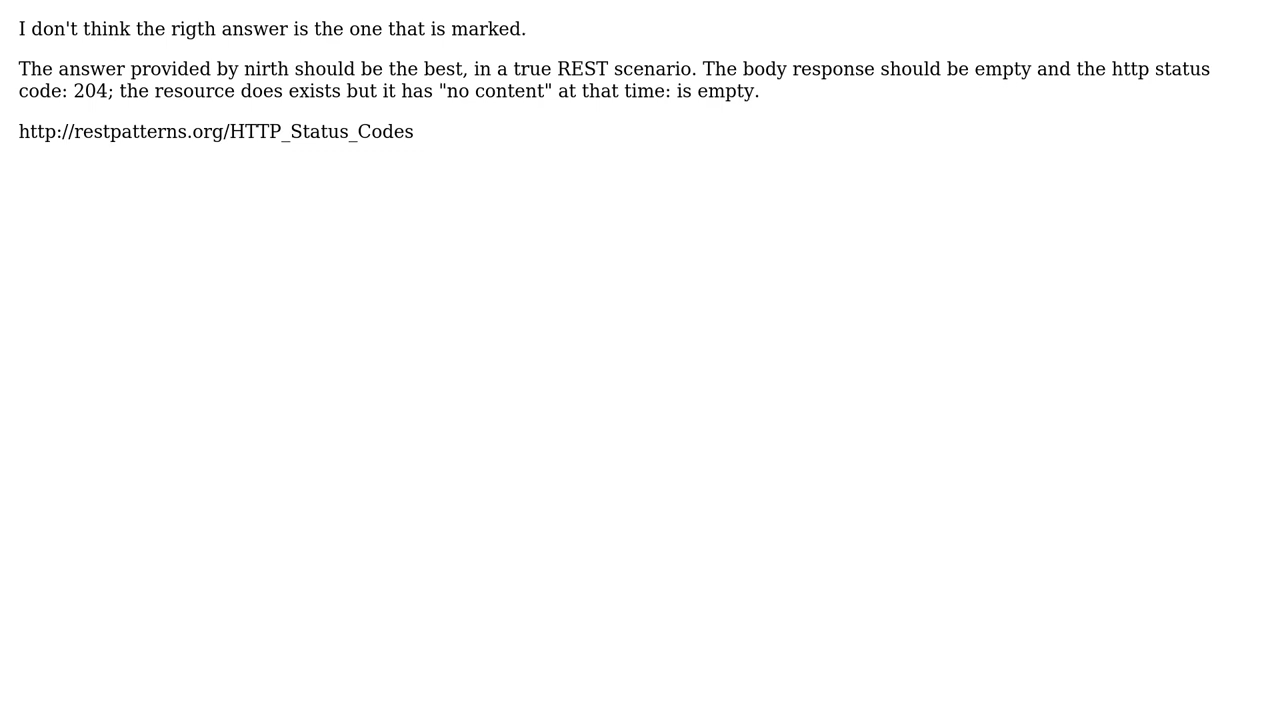 I don't think the rigth answer is the one that is marked.
The answer provided by nirth should be the best, in a true REST scenario. The body response should be empty and the http status
code: 204; the resource does exists but it has "no content" at that time: is empty.
http://restpatterns.org/HTTP_Status_Codes